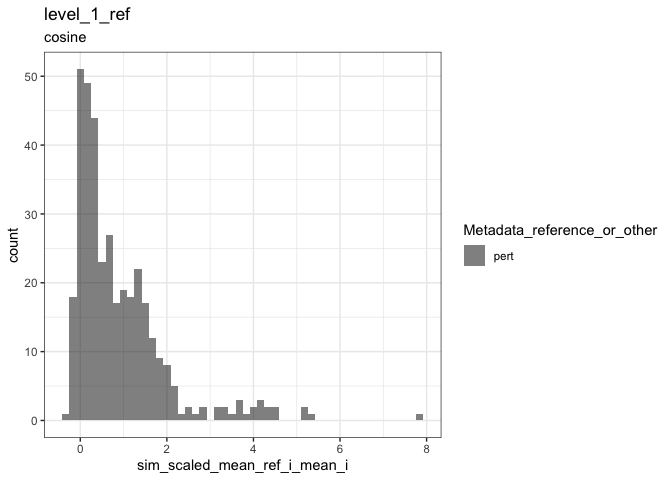 level_1_ref
cosine
50
40
30
20
10
0
count
0 2 4 6 8
sim_scaled_mean_ref_i_mean_i
Metadata_reference_or_other
pert